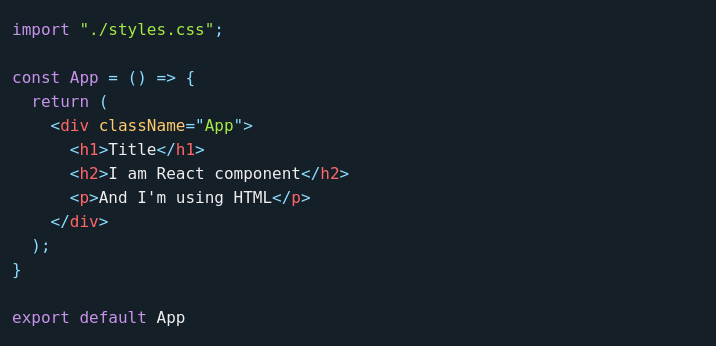 import "./styles.css";

const App = () => {
  return (
    <div className="App">
      <h1>Title</h1>
      <h2>I am React component</h2>
      <p>And I'm using HTML</p>
    </div>
  );
}

export default App